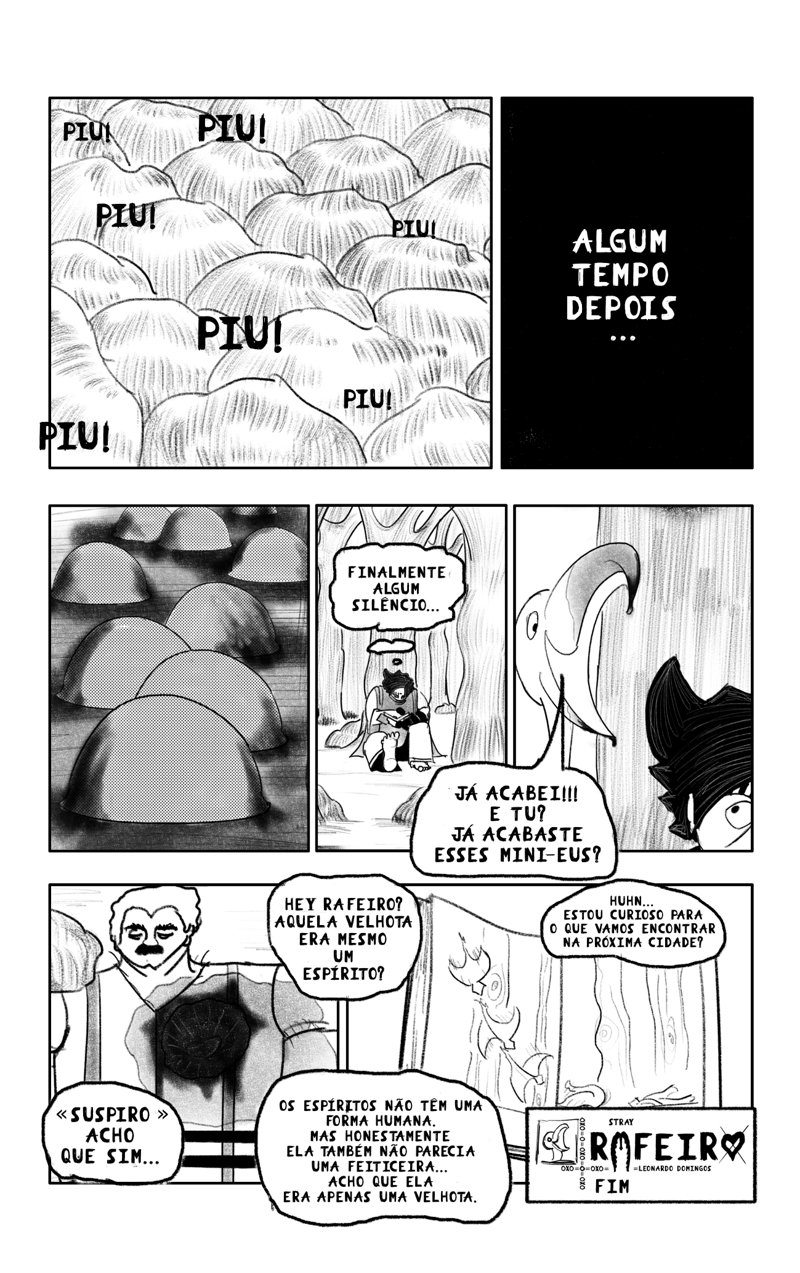 PIU!
PIU!
PIU!
PIU!
PIU!
PIU!
PIU!
ALGUM
TEMPO
DEPOIS
...
FINALMENTE
ALGUM
SILÊNCIO...
JÁ ACABEI!!!
E TU?
JÁ ACABASTE
ESSES MINI-EUS?
HEY RAFEIRO?
AQUELA VELHOTA
ERA MESMO
UM
ESPÍRITO?
«SUSPIRO»
ACHO
QUE SIM...
OS ESPÍRITOS NÃO TÊM UMA
FORMA HUMANA.
MAS HONESTAMENTE
ELA TAMBÉM NÃO PARECIA
UMA FEITICEIRA...
ACHO QUE ELA
ERA APENAS UMA VELHOTA.
HUHN...
ESTOU CURIOSO PARA
O QUE VAMOS ENCONTRAR
NA PRÓXIMA CIDADE?
STRAY
RAFEIRO
=LEONARDO DOMINGOS
FIM